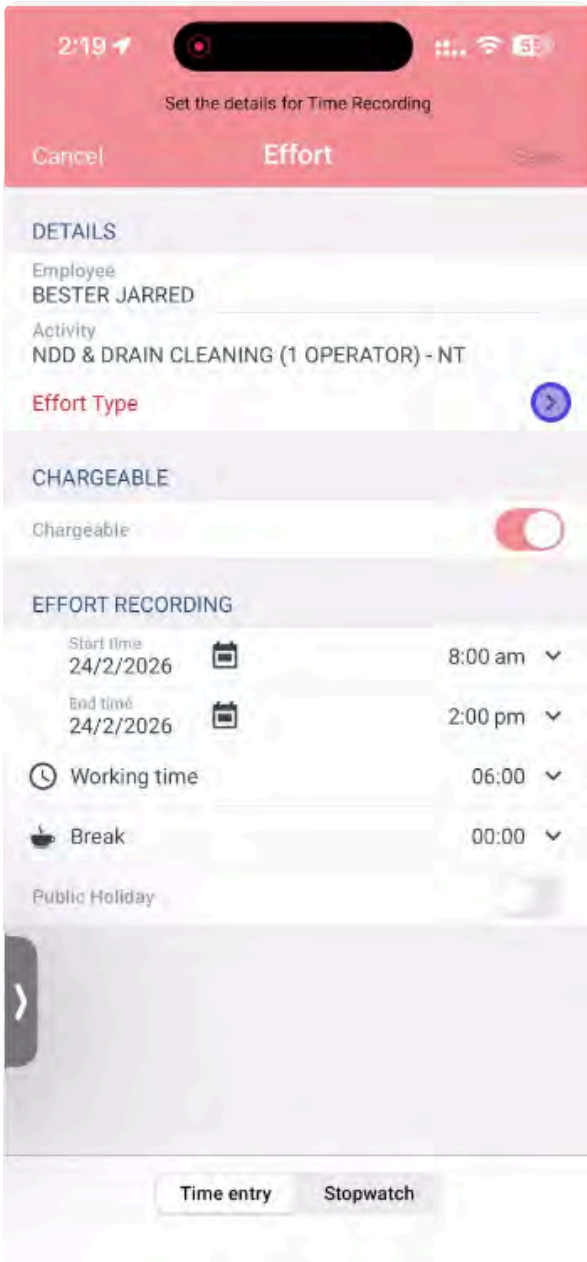 2:19
55
Set the details for Time Recording
Cancel Effort Save
DETAILS
Employee
BESTER JARRED
Activity
NDD & DRAIN CLEANING (1 OPERATOR) - NT
Effort Type
CHARGEABLE
Chargeable
EFFORT RECORDING
Start time
24/2/2026 8:00 am
End time
24/2/2026 2:00 pm
Working time 06:00
Break 00:00
Public Holiday
Time entry Stopwatch